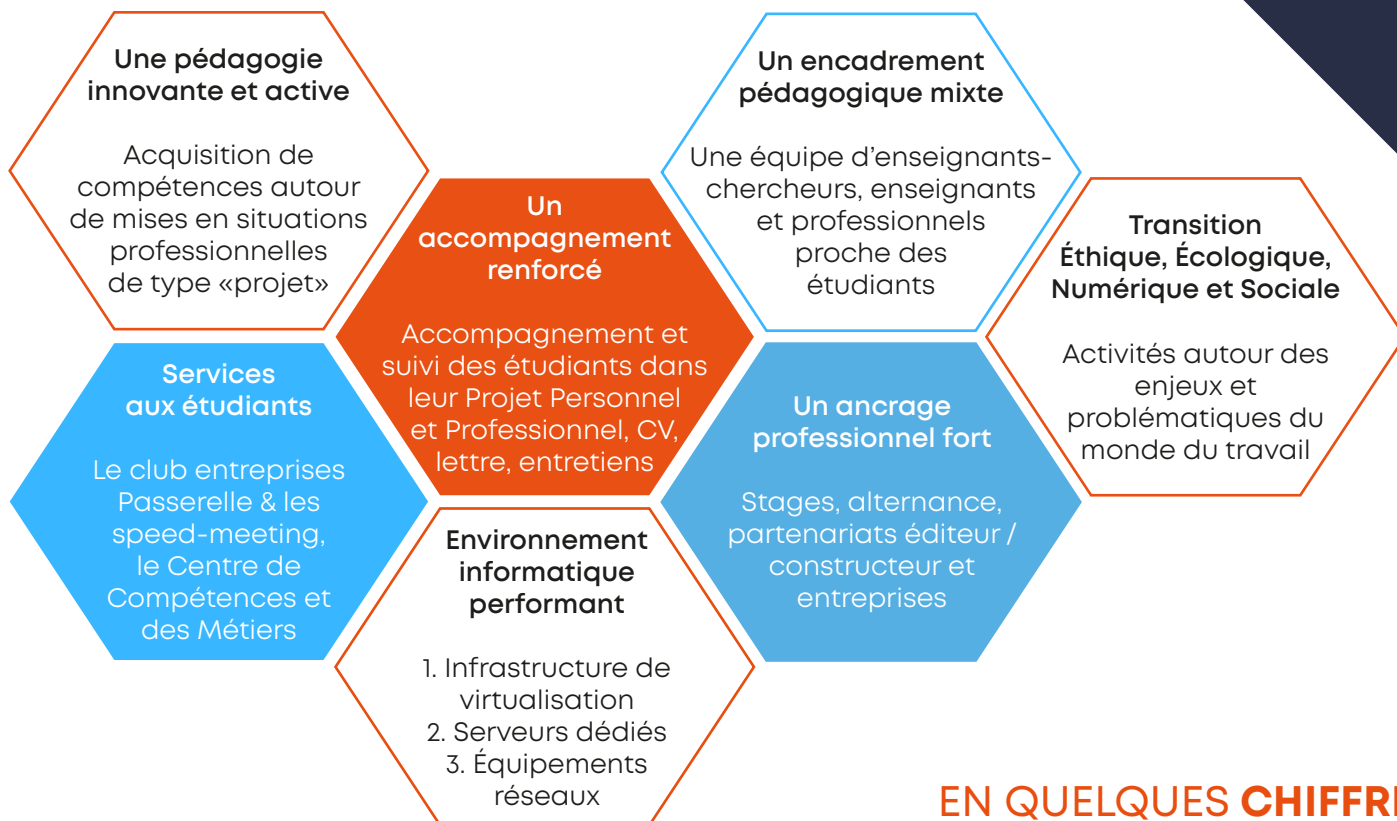 Une pédagogie
innovante et active
Acquisition de
compétences autour
de mises en situations
professionnelles
de type «projet»
Un
accompagnement
renforcé
Accompagnement et
suivi des étudiants dans
leur Projet Personnel
et Professionnel, CV,
lettre, entretiens
Un encadrement
pédagogique mixte
Une équipe d’enseignants-
chercheurs, enseignants
et professionnels
proche des
étudiants
Transition
Éthique, Écologique,
Numérique et Sociale
Activités autour des
enjeux et
problématiques du
monde du travail
Services
aux étudiants
Le club entreprises
Passerelle & les
speed-meeting,
le Centre de
Compétences et
des Métiers
Environnement
informatique
performant
1. Infrastructure de
virtualisation
2. Serveurs dédiés
3. Équipements
réseaux
Un ancrage
professionnel fort
Stages, alternance,
partenariats éditeur /
constructeur et
entreprises
EN QUELQUES